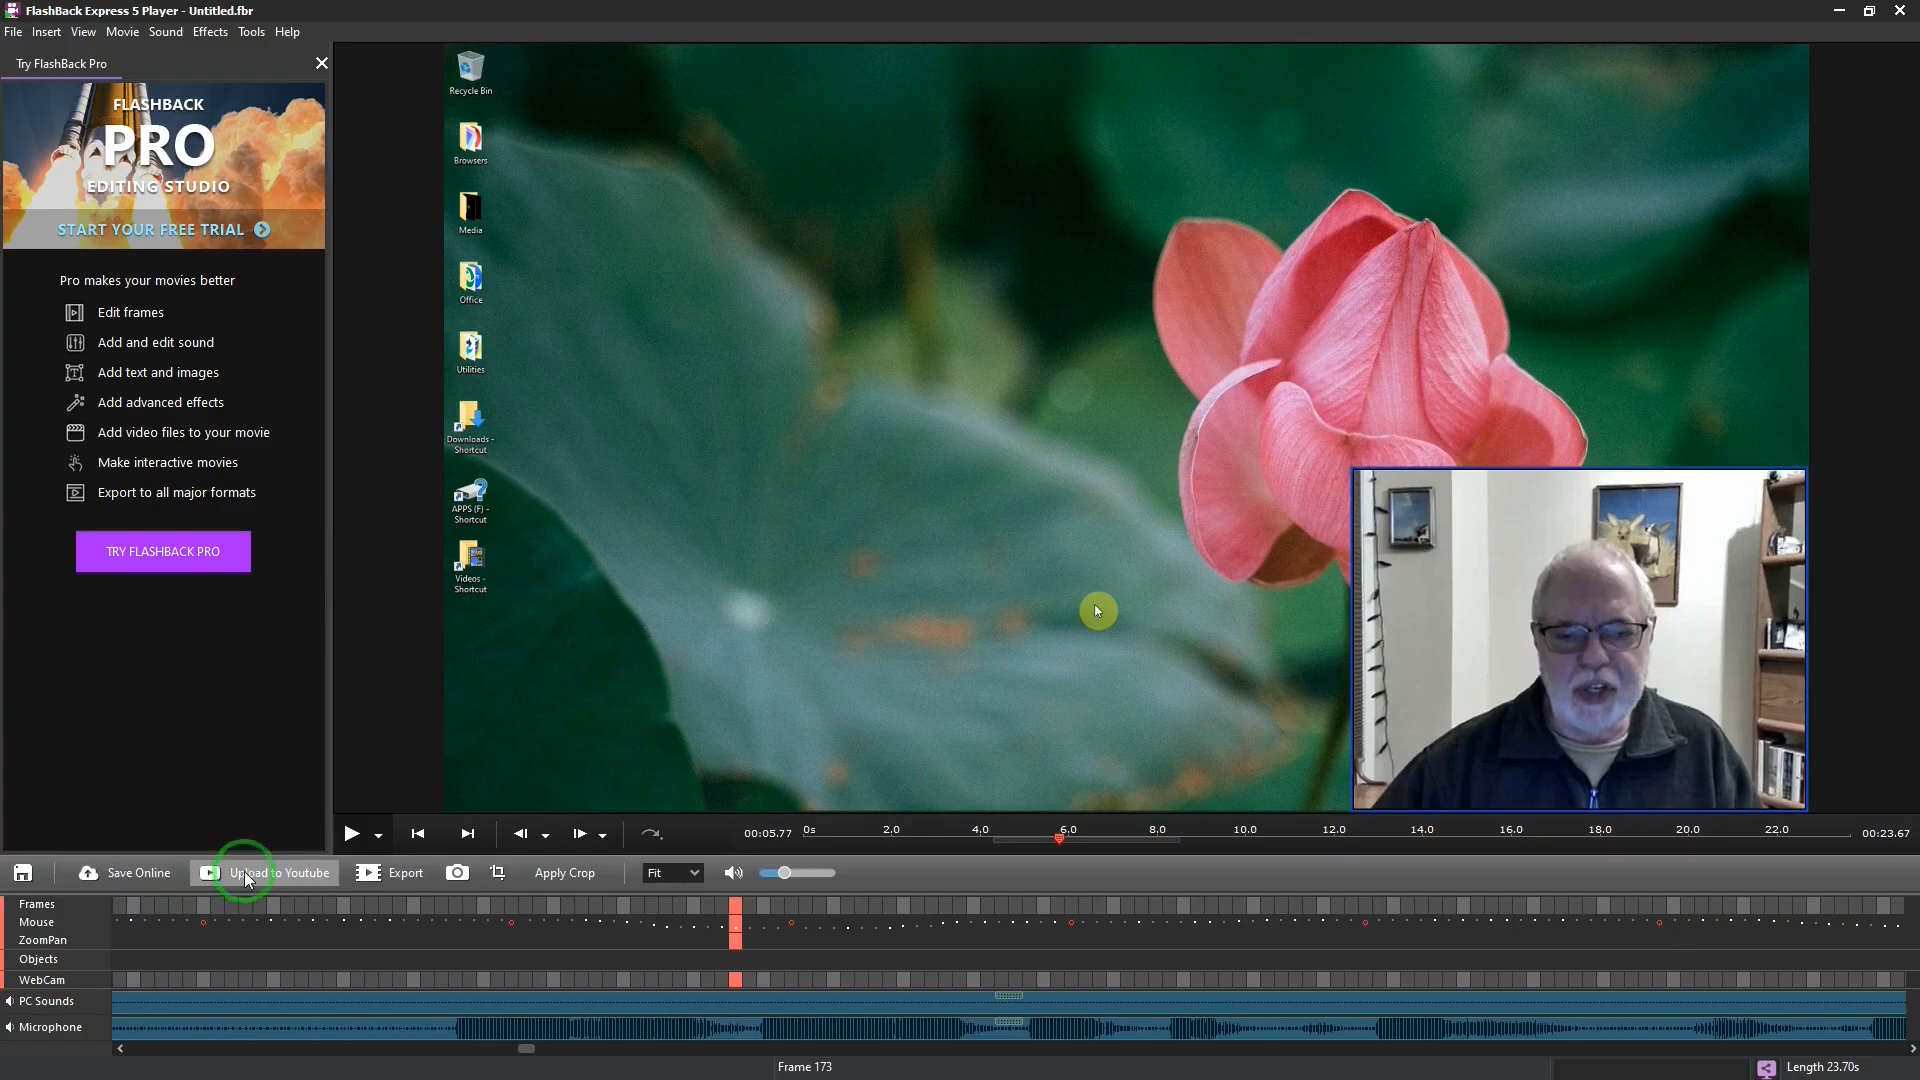 FlashBack Express 5 Player - Untitled.fbr
File Insert View Movie Sound Effects Tools Help
Try FlashBack Pro
FLASHBACK
PRO
EDITING STUDIO
START YOUR FREE TRIAL
Pro makes your movies better
Edit frames
Add and edit sound
Add text and images
Add advanced effects
Add video files to your movie
Make interactive movies
Export to all major formats
TRY FLASHBACK PRO
Recycle Bin
Browsers
Media
Office
Utilities
Downloads -
Shortcut
APPS (F) -
Shortcut
Videos -
Shortcut
00:05.77 0s 2.0 4.0 6.0 8.0 10.0 12.0 14.0 16.0 18.0 20.0 22.0 00:23.67
Save Online Upload to Youtube Export Apply Crop Fit
Frames
Mouse
ZoomPan
Objects
WebCam
PC Sounds
Microphone
Frame 173 Length 23.70s